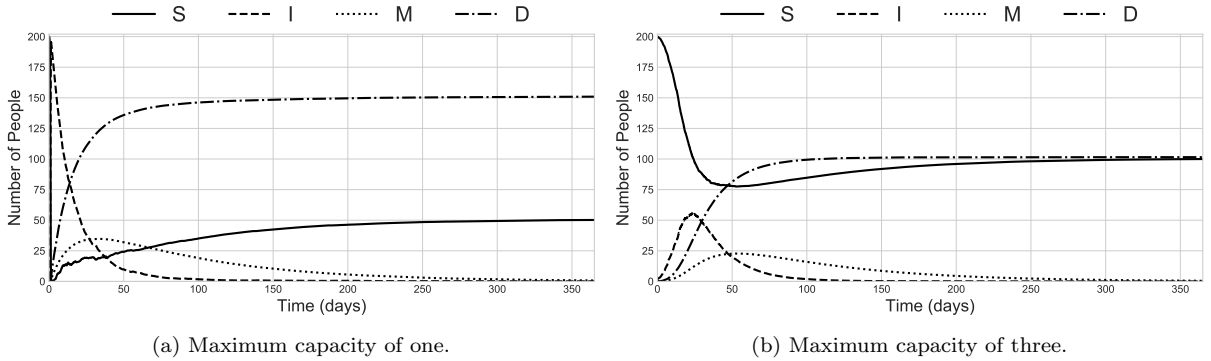 S I M D
200
175
150
125
100
75
50
25
0
Number of People
0 50 100 150 200 250 300 350
Time (days)
(a) Maximum capacity of one.
S I M D
200
175
150
125
100
75
50
25
0
Number of People
0 50 100 150 200 250 300 350
Time (days)
(b) Maximum capacity of three.